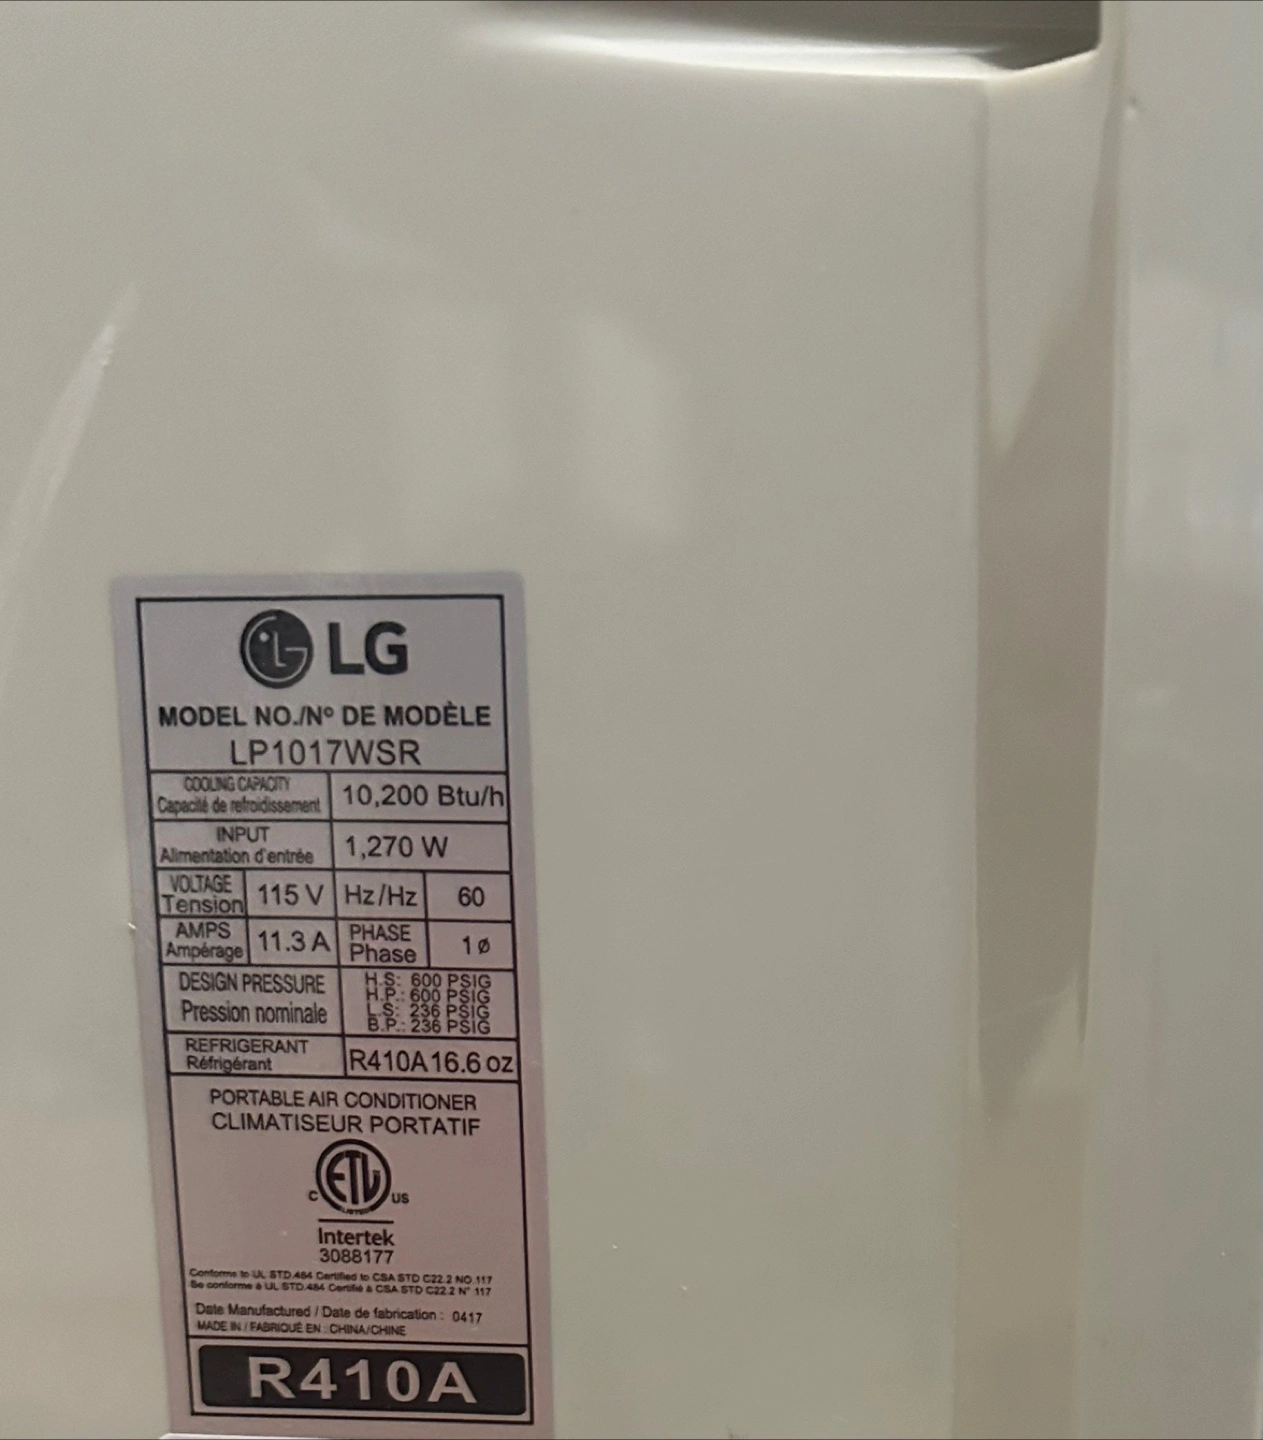 LG
MODEL NO./Nº DE MODÈLE
LP1017WSR
COOLING CAPACITY
Capacité de refroidissement
10,200 Btu/h
INPUT
Alimentation d'entrée
1,270 W
VOLTAGE
Tension
115 V
Hz/Hz
60
AMPS
Ampérage
11.3 A
PHASE
Phase
1ø
DESIGN PRESSURE
Pression nominale
H.S: 600 PSIG
H.P.: 600 PSIG
L.S: 236 PSIG
B.P.: 236 PSIG
REFRIGERANT
Réfrigérant
R410A 16.6 oz
PORTABLE AIR CONDITIONER
CLIMATISEUR PORTATIF
C ETL US
LISTED
Intertek
3088177
Conforms to UL STD.484 Certified to CSA STD C22.2 NO.117
Se conforme à UL STD.484 Certifié à CSA STD C22.2 N° 117
Date Manufactured / Date de fabrication : 0417
MADE IN / FABRIQUÉ EN : CHINA/CHINE
R410A